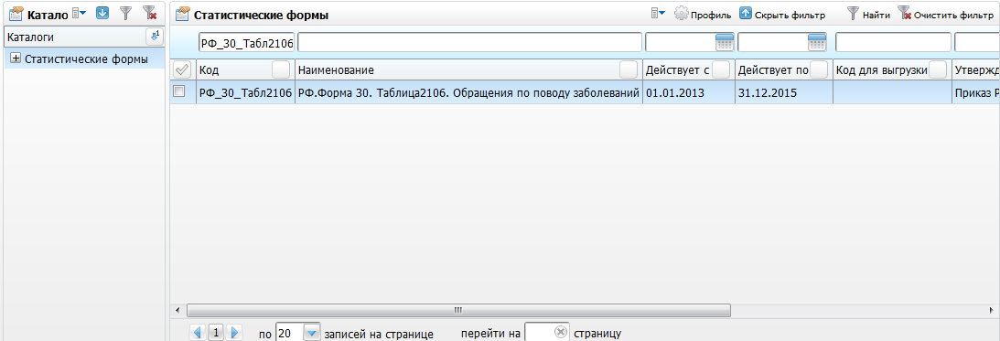 Катало
Каталоги
Статистические формы
Статистические формы
Профиль Скрыть фильтр Найти Очистить фильтр
РФ_30_Табл2106
Код Наименование Действует с Действует по Код для выгрузки Утвержд
РФ_30_Табл2106 РФ.Форма 30. Таблица2106. Обращения по поводу заболеваний 01.01.2013 31.12.2015 Приказ Р
1 по 20 записей на странице перейти на страницу